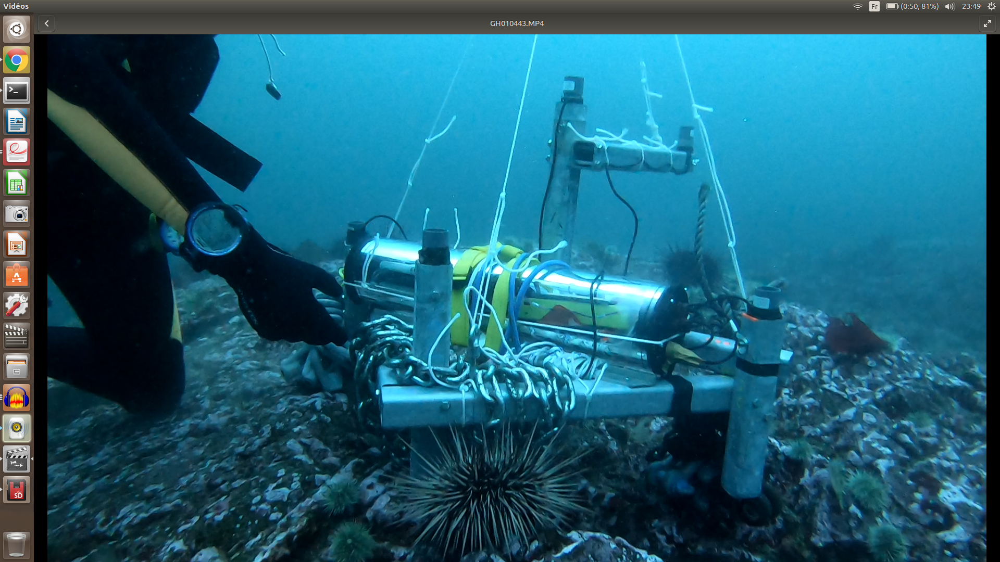 Vidéos
Fr
(0:50, 81%)
23:49
GH010443.MP4
SD